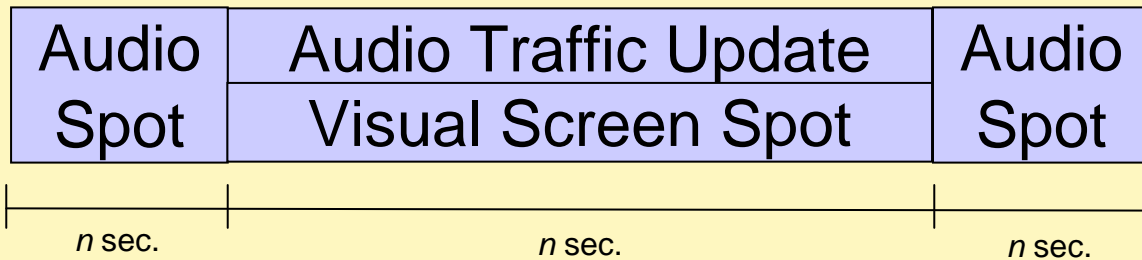 Audio
Spot
Audio Traffic Update
Visual Screen Spot
Audio
Spot
n sec.
n sec.
n sec.